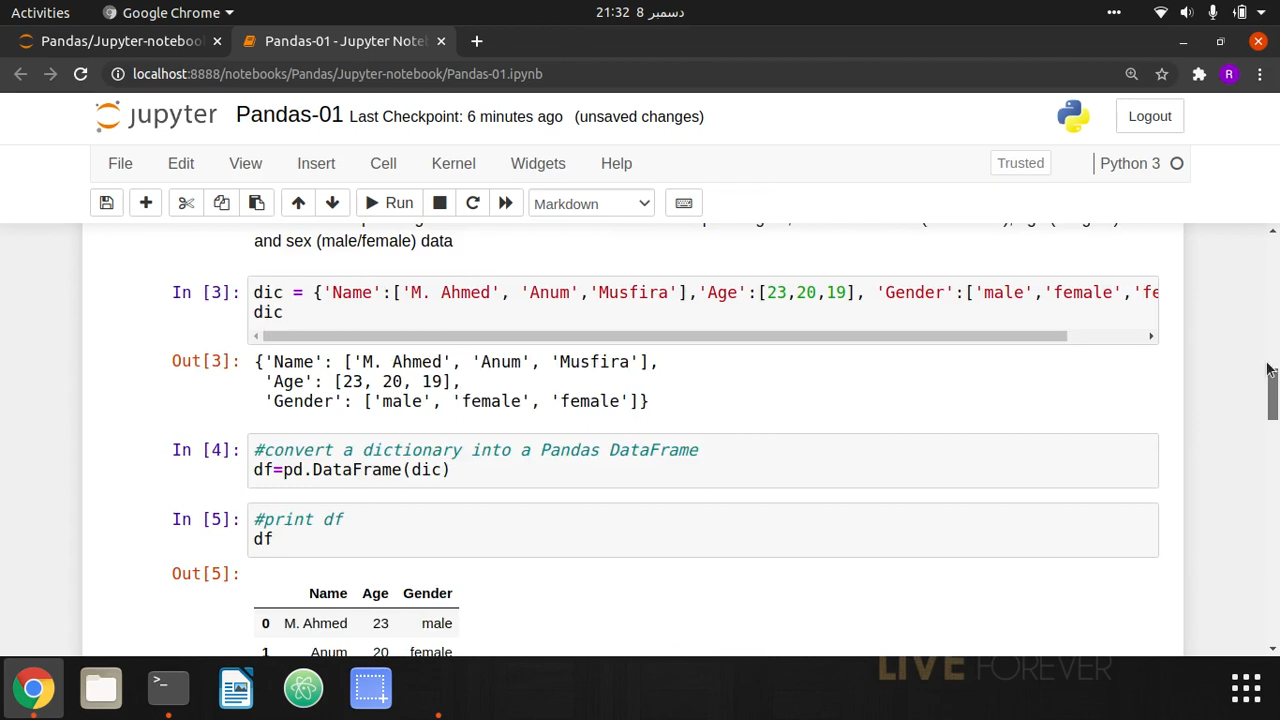 Activities Google Chrome 21:32 8 دسمبر
Pandas/Jupyter-noteboo Pandas-01 - Jupyter Note
localhost:8888/notebooks/Pandas/Jupyter-notebook/Pandas-01.ipynb R
jupyter Pandas-01 Last Checkpoint: 6 minutes ago (unsaved changes) Logout
File Edit View Insert Cell Kernel Widgets Help Trusted Python 3
Run Markdown
and sex (male/female) data
In [3]: dic = {'Name':['M. Ahmed', 'Anum','Musfira'],'Age':[23,20,19], 'Gender':['male','female','fe
dic
Out[3]: {'Name': ['M. Ahmed', 'Anum', 'Musfira'],
'Age': [23, 20, 19],
'Gender': ['male', 'female', 'female']}
In [4]: #convert a dictionary into a Pandas DataFrame
df=pd.DataFrame(dic)
In [5]: #print df
df
Out[5]:
Name Age Gender
0 M. Ahmed 23 male
1 Anum 20 female
LIVE FOREVER